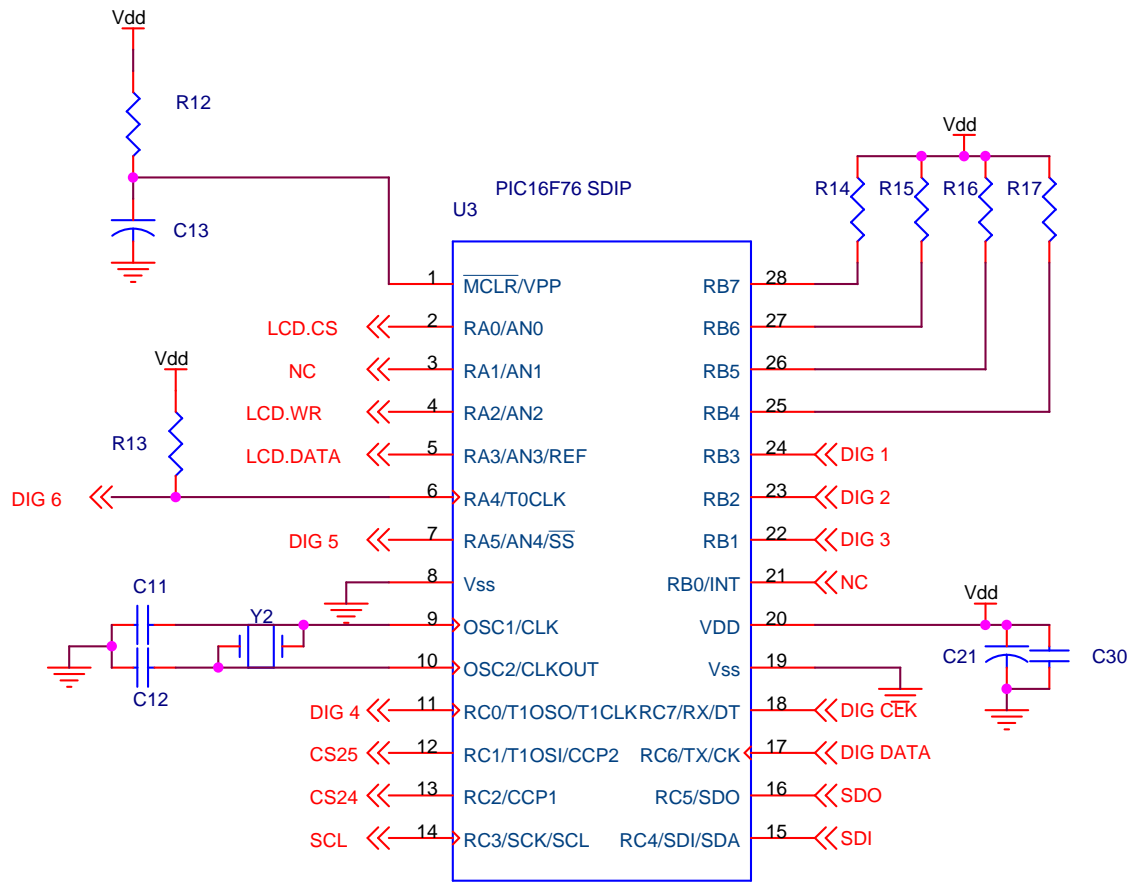 Vdd
R12
C13
Vdd
R14 R15 R16 R17
PIC16F76 SDIP
U3
1 MCLR/VPP RB7 28
LCD.CS 2 RA0/AN0 RB6 27
NC 3 RA1/AN1 RB5 26
Vdd
LCD.WR 4 RA2/AN2 RB4 25
R13
LCD.DATA 5 RA3/AN3/REF RB3 24 DIG 1
DIG 6 6 RA4/T0CLK RB2 23 DIG 2
DIG 5 7 RA5/AN4/SS RB1 22 DIG 3
8 Vss RB0/INT 21 NC
C11
Y2
Vdd
9 OSC1/CLK VDD 20
C21 C30
10 OSC2/CLKOUT Vss 19
C12
DIG 4 11 RC0/T1OSO/T1CLK RC7/RX/DT 18 DIG CLK
CS25 12 RC1/T1OSI/CCP2 RC6/TX/CK 17 DIG DATA
CS24 13 RC2/CCP1 RC5/SDO 16 SDO
SCL 14 RC3/SCK/SCL RC4/SDI/SDA 15 SDI